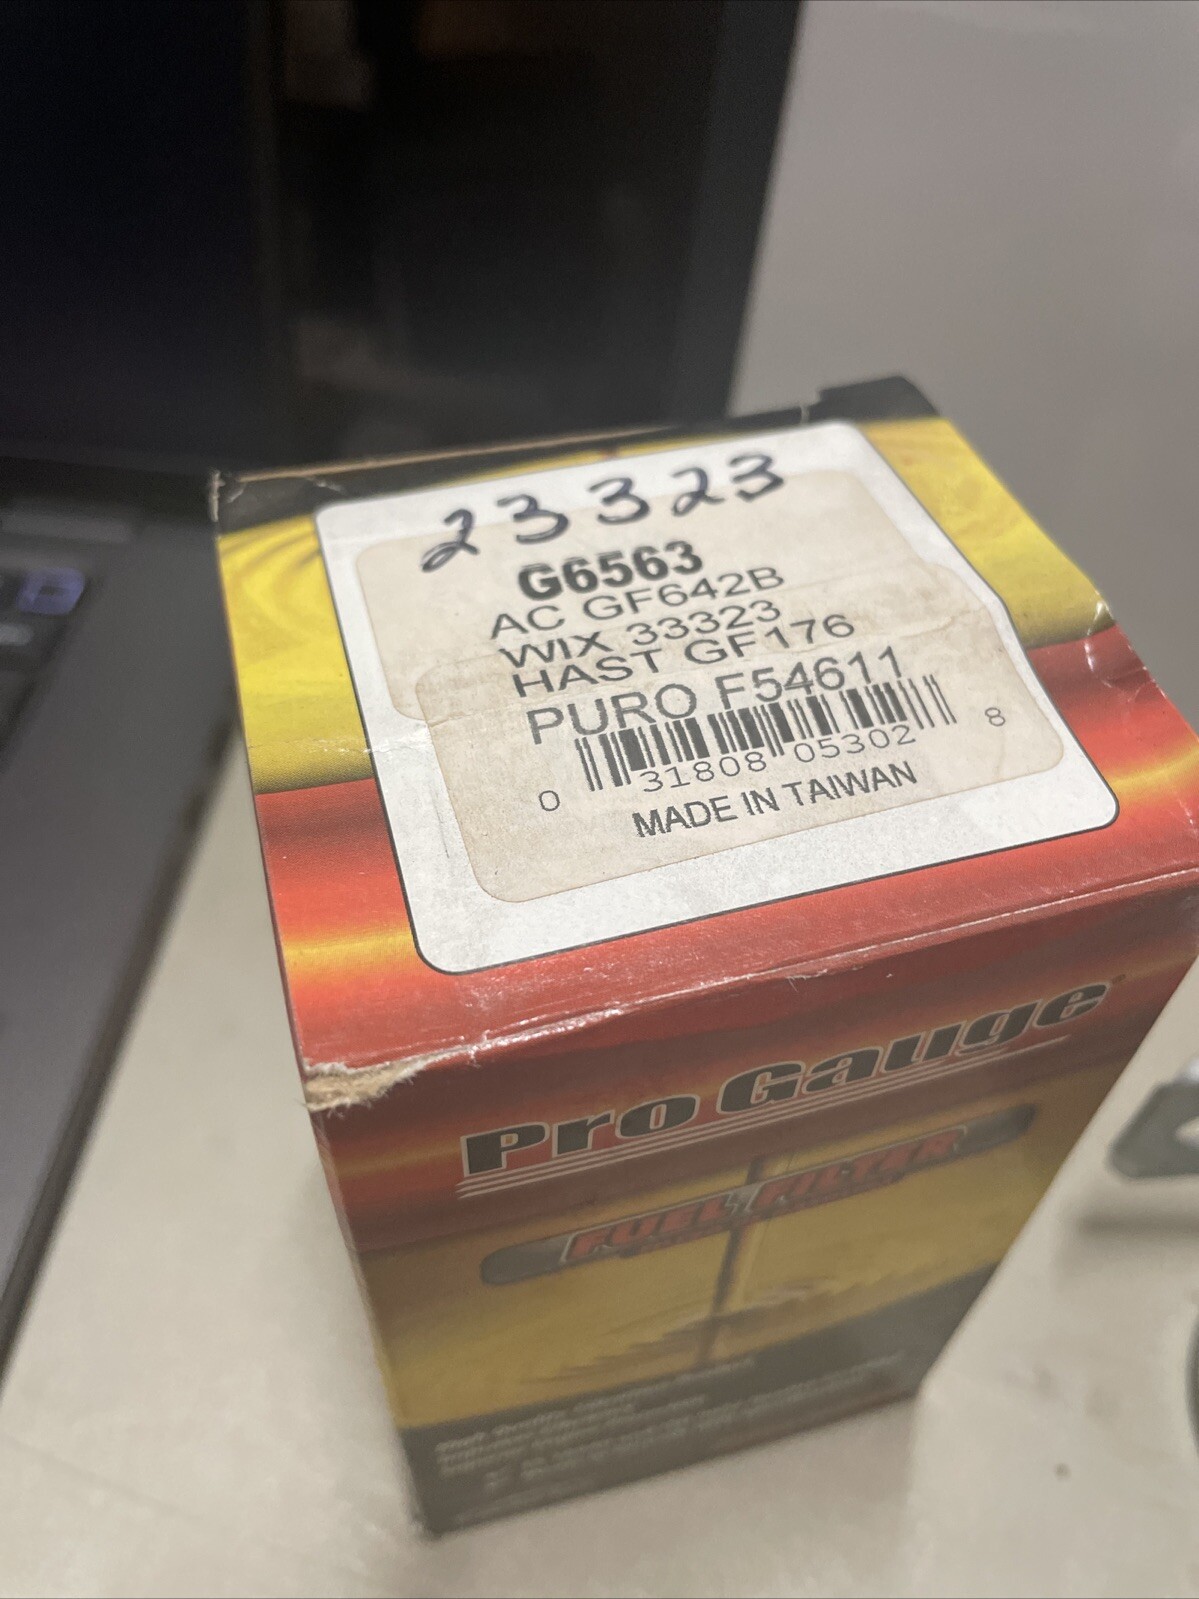 23323
G6563
AC GF642B
WIX 33323
HAST GF176
PURO F54611
0 31808 05302 8
MADE IN TAIWAN
Pro Gauge
FUEL FILTER